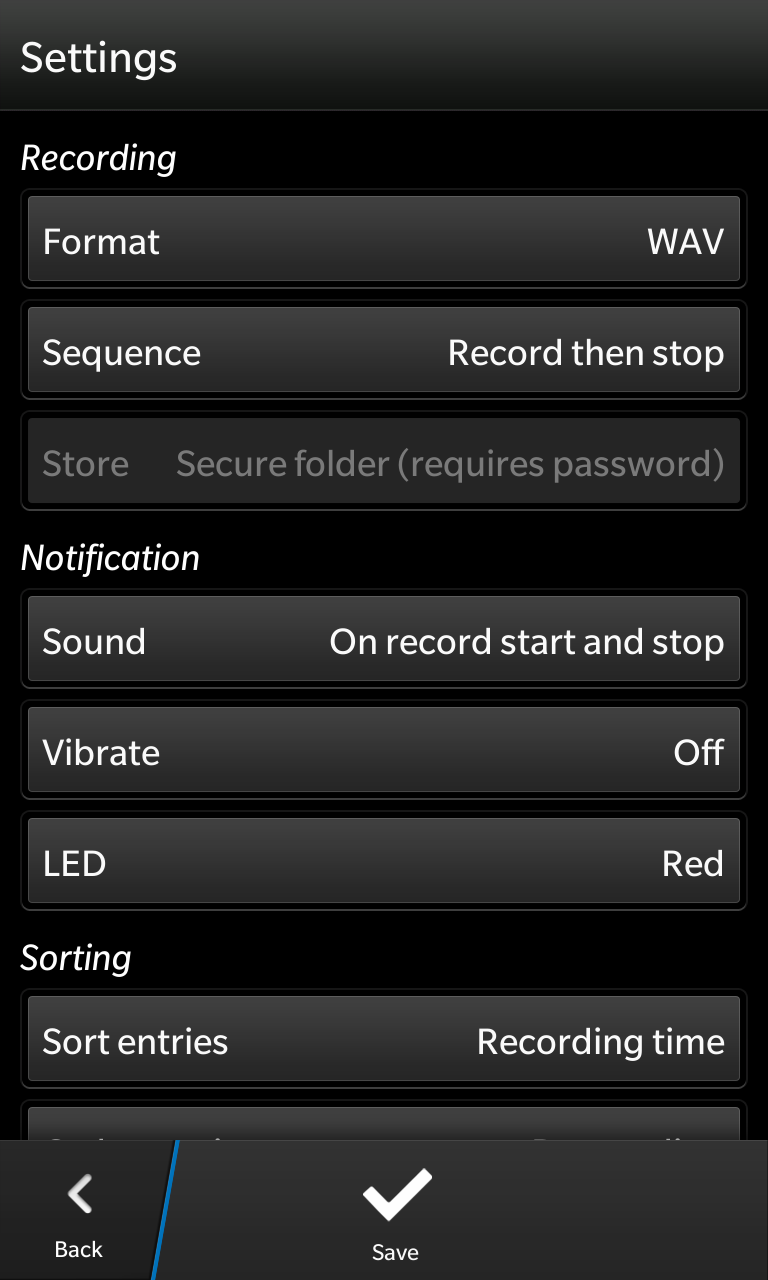 Settings
Recording
Format WAV
Sequence Record then stop
Store Secure folder (requires password)
Notification
Sound On record start and stop
Vibrate Off
LED Red
Sorting
Sort entries Recording time
Back Save